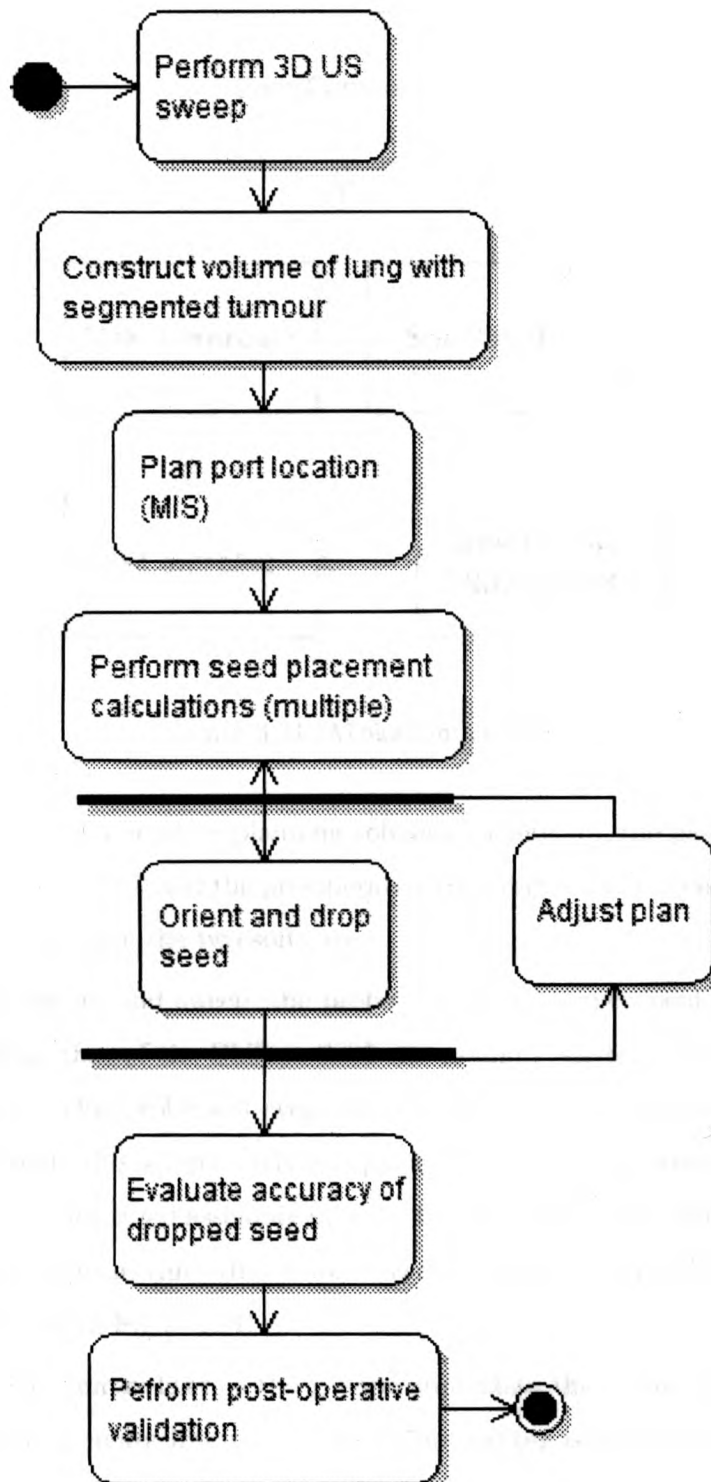 Perform 3D US
sweep
Construct volume of lung with
segmented tumour
Plan port location
(MIS)
Perform seed placement
calculations (multiple)
Orient and drop
seed
Adjust plan
Evaluate accuracy of
dropped seed
Pefrorm post-operative
validation